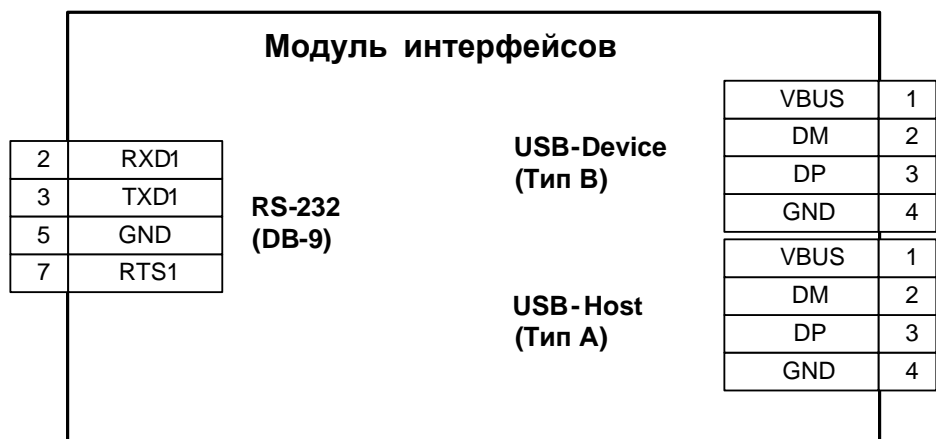 Модуль интерфейсов
2 RXD1
3 TXD1
5 GND
7 RTS1
RS-232
(DB-9)
USB-Device
(Тип В)
VBUS 1
DM 2
DP 3
GND 4
USB-Host
(Тип А)
VBUS 1
DM 2
DP 3
GND 4